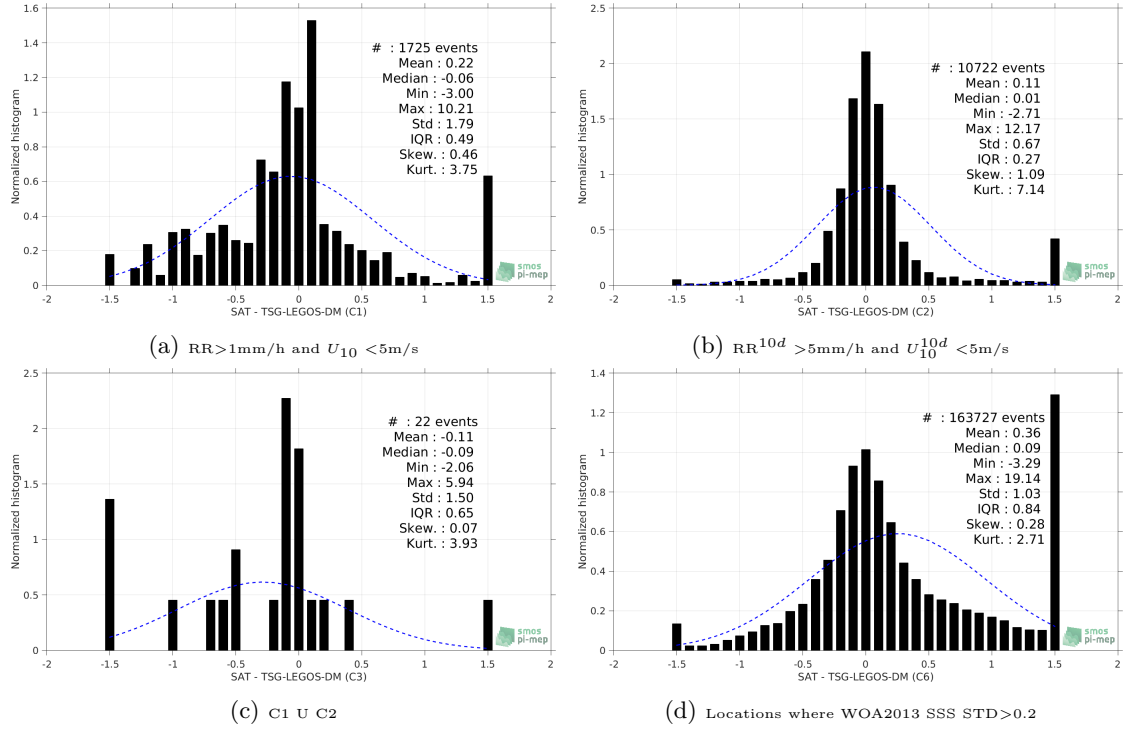 1.6
1.4
1.2
1
0.8
0.6
0.4
0.2
0
-2 -1.5 -1 -0.5 0 0.5 1 1.5 2
Normalized histogram
SAT - TSG-LEGOS-DM (C1)
# : 1725 events
Mean : 0.22
Median : -0.06
Min : -3.00
Max : 10.21
Std : 1.79
IQR : 0.49
Skew. : 0.46
Kurt. : 3.75
smos
pi-mep
(a) RR>1mm/h and U10 <5m/s
2.5
2
1.5
1
0.5
0
-2 -1.5 -1 -0.5 0 0.5 1 1.5 2
Normalized histogram
SAT - TSG-LEGOS-DM (C2)
# : 10722 events
Mean : 0.11
Median : 0.01
Min : -2.71
Max : 12.17
Std : 0.67
IQR : 0.27
Skew. : 1.09
Kurt. : 7.14
smos
pi-mep
(b) RR10d >5mm/h and U10d10 <5m/s
2.5
2
1.5
1
0.5
0
-2 -1.5 -1 -0.5 0 0.5 1 1.5 2
Normalized histogram
SAT - TSG-LEGOS-DM (C3)
# : 22 events
Mean : -0.11
Median : -0.09
Min : -2.06
Max : 5.94
Std : 1.50
IQR : 0.65
Skew. : 0.07
Kurt. : 3.93
smos
pi-mep
(c) C1 U C2
1.4
1.2
1
0.8
0.6
0.4
0.2
0
-2 -1.5 -1 -0.5 0 0.5 1 1.5 2
Normalized histogram
SAT - TSG-LEGOS-DM (C6)
# : 163727 events
Mean : 0.36
Median : 0.09
Min : -3.29
Max : 19.14
Std : 1.03
IQR : 0.84
Skew. : 0.28
Kurt. : 2.71
smos
pi-mep
(d) Locations where WOA2013 SSS STD>0.2